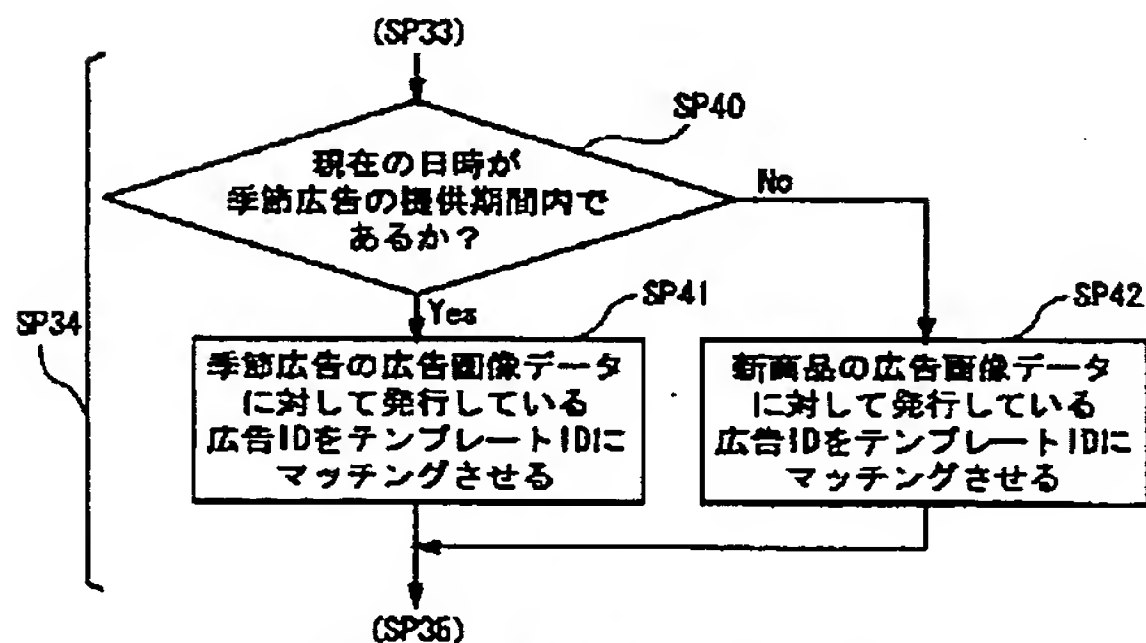 (SP33)
SP40
現在の日時が
季節広告の提供期間内で
あるか?
No
Yes
SP41
SP42
SP34
季節広告の広告画像データ
に対して発行している
広告IDをテンプレートIDに
マッチングさせる
新商品の広告画像データ
に対して発行している
広告IDをテンプレートIDに
マッチングさせる
(SP35)